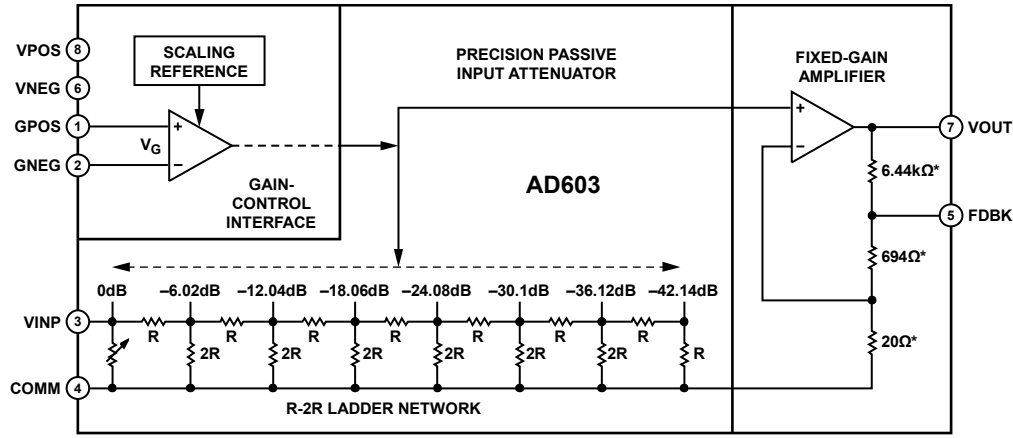 VPOS 8
VNEG 6
GPOS 1
GNEG 2
SCALING
REFERENCE
VG
+
–
GAIN-
CONTROL
INTERFACE
PRECISION PASSIVE
INPUT ATTENUATOR
AD603
FIXED-GAIN
AMPLIFIER
+
–
7 VOUT
6.44kΩ*
5 FDBK
694Ω*
20Ω*
0dB –6.02dB –12.04dB –18.06dB –24.08dB –30.1dB –36.12dB –42.14dB
VINP 3
R R R R R R R
2R 2R 2R 2R 2R 2R R
COMM 4
R-2R LADDER NETWORK